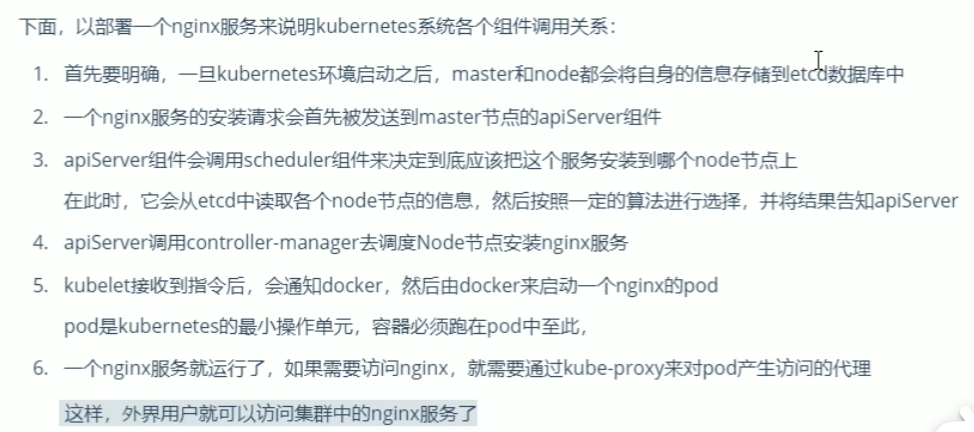 下面，以部署一个nginx服务来说明kubernetes系统各个组件调用关系：
1. 首先要明确，一旦kubernetes环境启动之后，master和node都会将自身的信息存储到etcd数据库中
2. 一个nginx服务的安装请求会首先被发送到master节点的apiServer组件
3. apiServer组件会调用scheduler组件来决定到底应该把这个服务安装到哪个node节点上
在此时，它会从etcd中读取各个node节点的信息，然后按照一定的算法进行选择，并将结果告知apiServer
4. apiServer调用controller-manager去调度Node节点安装nginx服务
5. kubelet接收到指令后，会通知docker，然后由docker来启动一个nginx的pod
pod是kubernetes的最小操作单元，容器必须跑在pod中至此，
6. 一个nginx服务就运行了，如果需要访问nginx，就需要通过kube-proxy来对pod产生访问的代理
这样，外界用户就可以访问集群中的nginx服务了